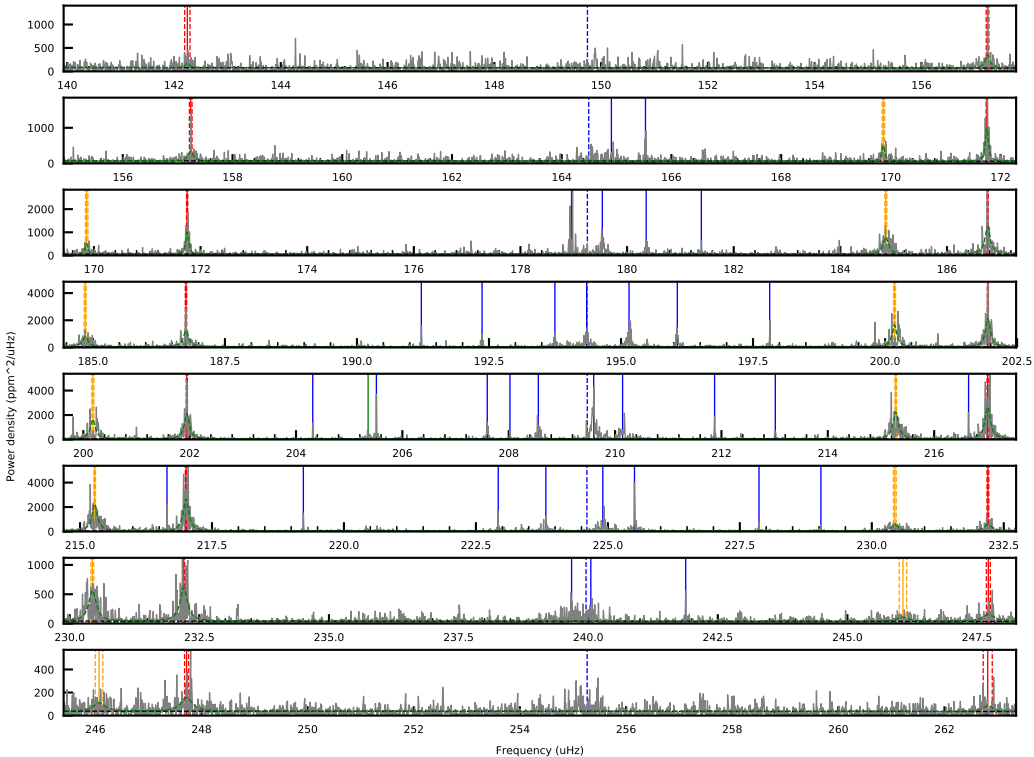 1000
500
0
140 142 144 146 148 150 152 154 156
1000
0
156 158 160 162 164 166 168 170 172
2000
1000
0
170 172 174 176 178 180 182 184 186
4000
2000
0
185.0 187.5 190.0 192.5 195.0 197.5 200.0 202.5
4000
2000
0
200 202 204 206 208 210 212 214 216
Power density (ppm^2/uHz)
4000
2000
0
215.0 217.5 220.0 222.5 225.0 227.5 230.0 232.5
1000
500
0
230.0 232.5 235.0 237.5 240.0 242.5 245.0 247.5
400
200
0
246 248 250 252 254 256 258 260 262
Frequency (uHz)